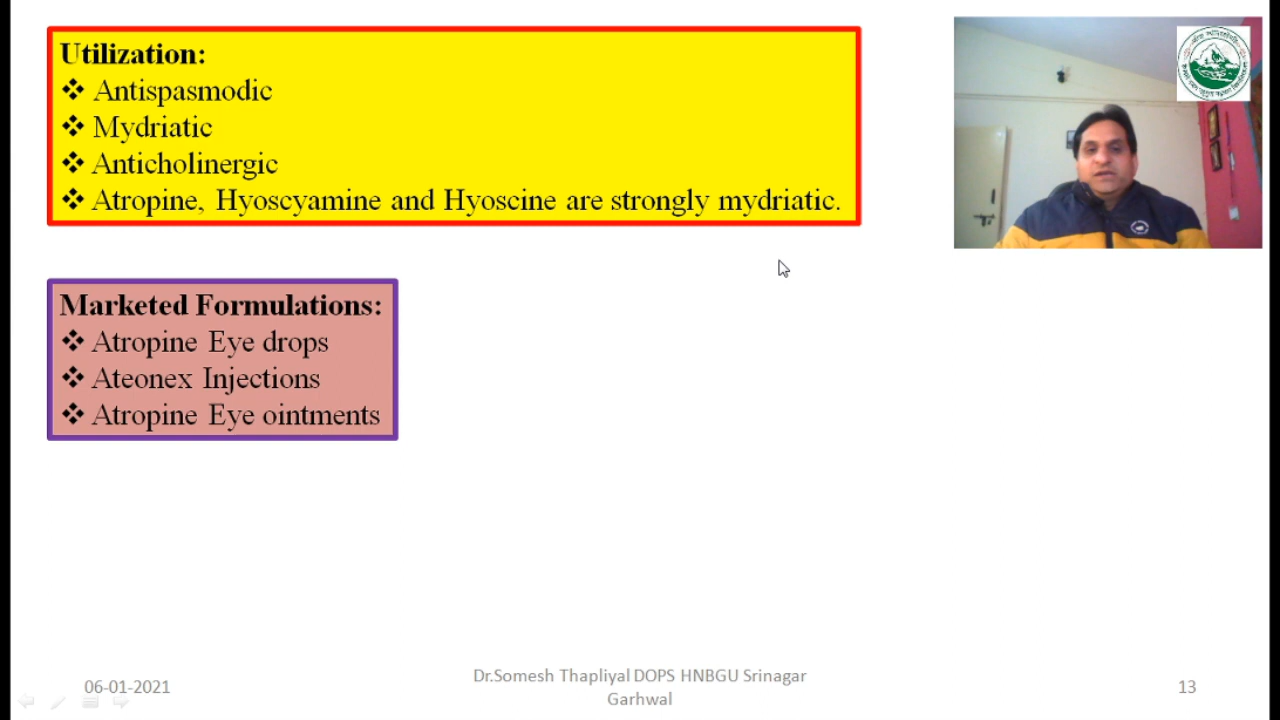 Utilization:
❖ Antispasmodic
❖ Mydriatic
❖ Anticholinergic
❖ Atropine, Hyoscyamine and Hyoscine are strongly mydriatic.
Marketed Formulations:
❖ Atropine Eye drops
❖ Ateonex Injections
❖ Atropine Eye ointments
06-01-2021
Dr.Somesh Thapliyal DOPS HNBGU Srinagar
Garhwal
13